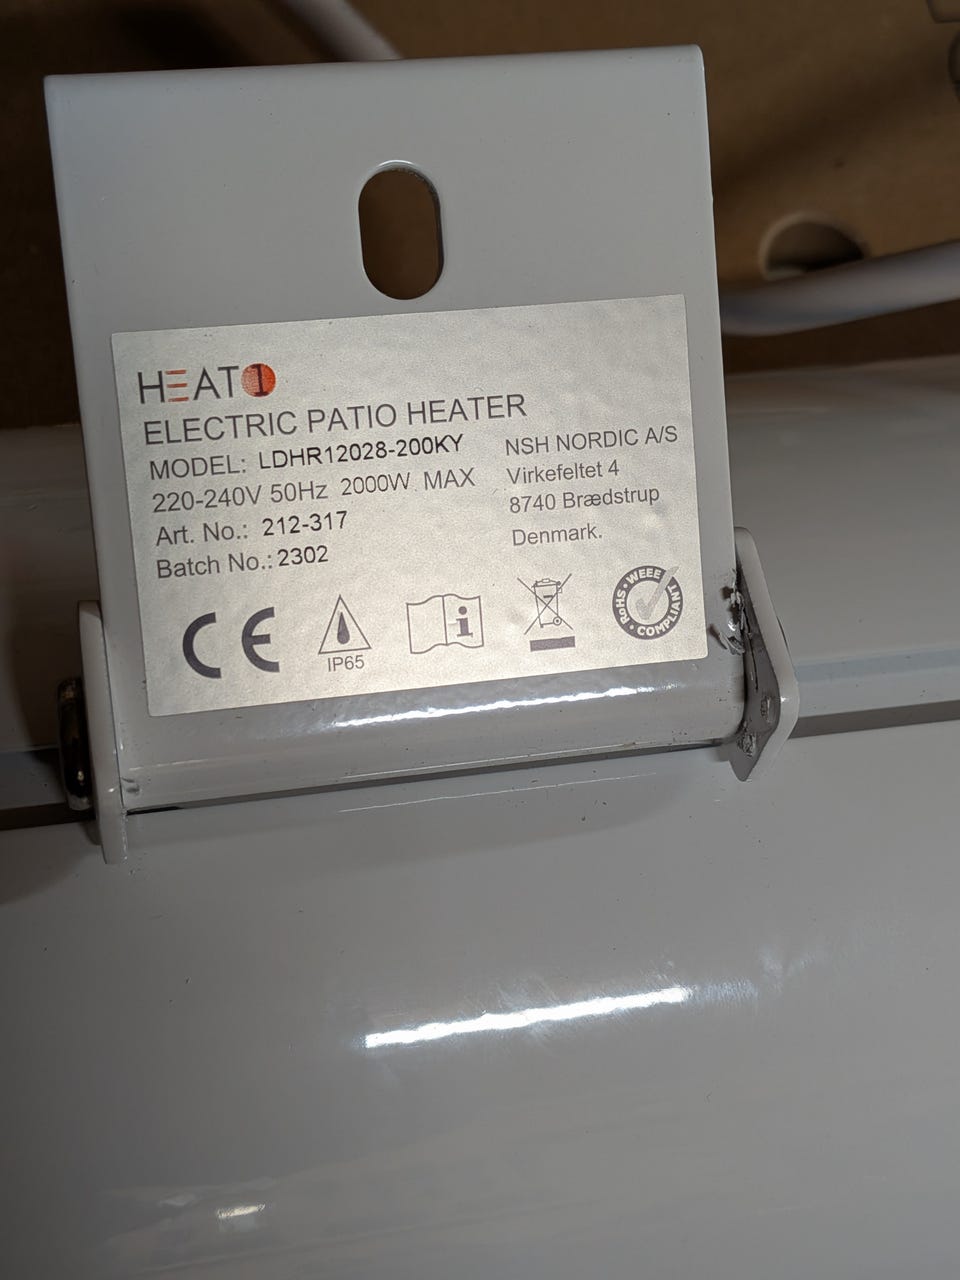 HEAT1
ELECTRIC PATIO HEATER
MODEL: LDHR12028-200KY
220-240V 50Hz 2000W MAX
Art. No.: 212-317
Batch No.: 2302
NSH NORDIC A/S
Virkefeltet 4
8740 Brædstrup
Denmark.
CE
IP65
i
RoHS • WEEE • COMPLIANT